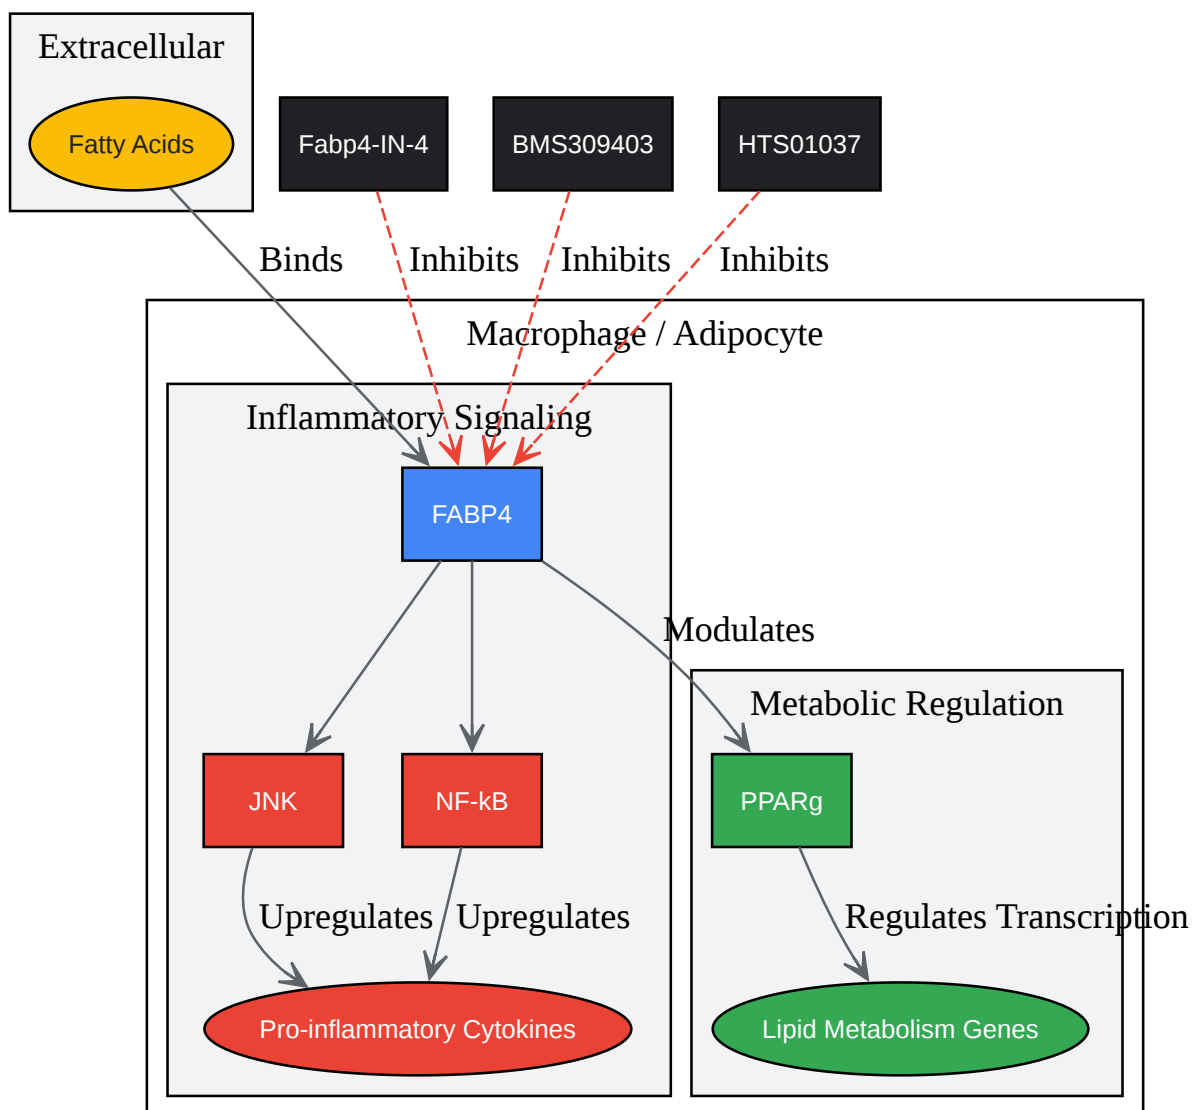 Extracellular
Fatty Acids
Fabp4-IN-4
BMS309403
HTS01037
Binds
Inhibits
Inhibits
Inhibits
Macrophage / Adipocyte
Inflammatory Signaling
FABP4
Modulates
Metabolic Regulation
JNK
NF-kB
PPARg
Upregulates
Upregulates
Regulates Transcription
Pro-inflammatory Cytokines
Lipid Metabolism Genes